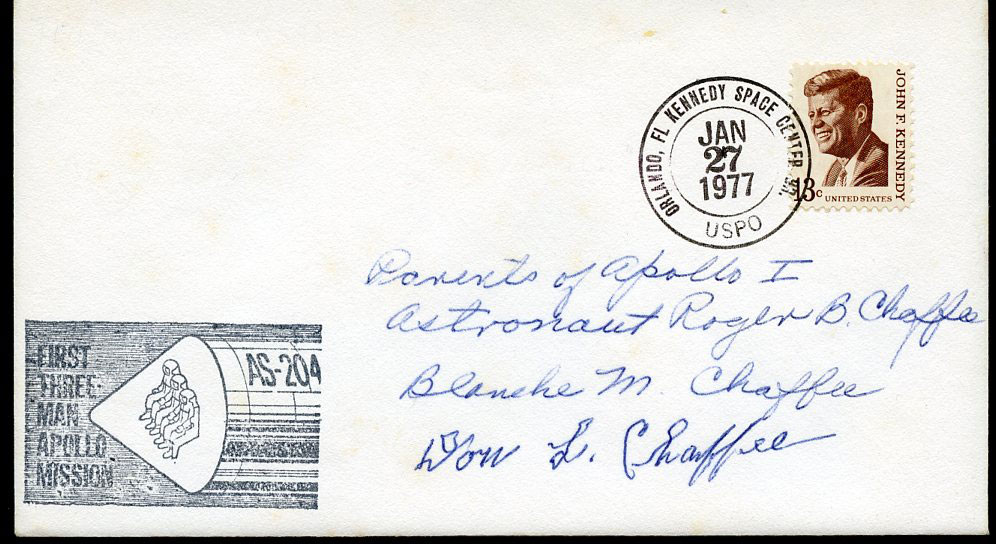 ORLANDO, FL KENNEDY SPACE CENTER
JAN
27
1977
USPO
JOHN F. KENNEDY
13c UNITED STATES
Parents of Apollo I
Astronaut Roger B. Chaffee
Blanche M. Chaffee
Don L. Chaffee
FIRST
THREE-
MAN
APOLLO
MISSION
AS-204